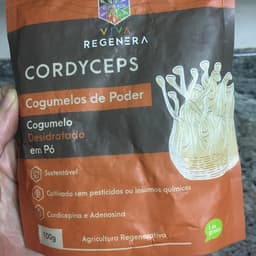 VIVA
REGENERA
CORDYCEPS
Cogumelos de Poder
Cogumelo
Desidratado
em Pó
Sustentável
Cultivado sem pesticidas ou insumos químicos
Cordicepina e Adenosina
100g
Agricultura Regenerativa